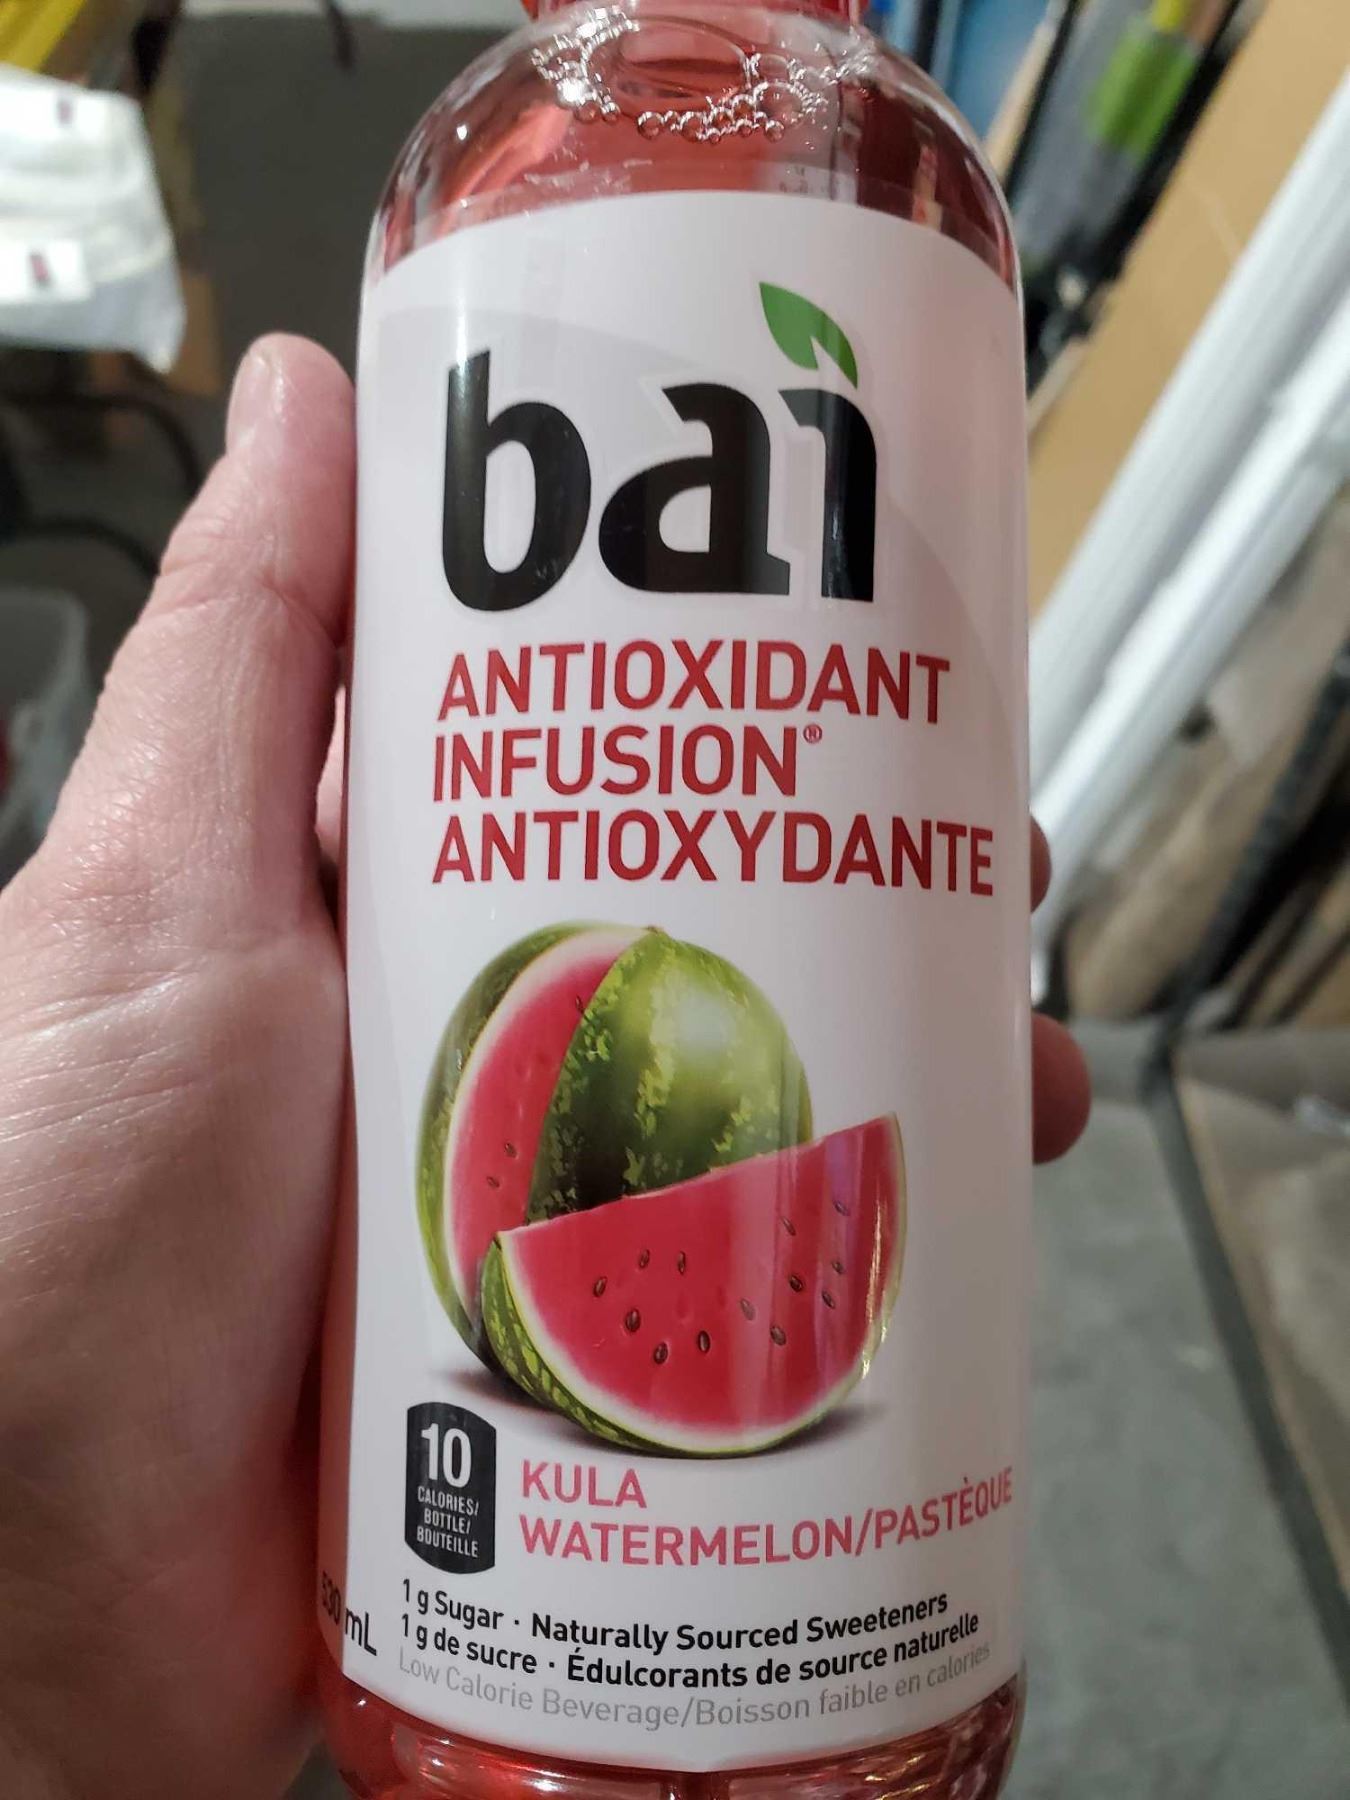 bai
ANTIOXIDANT
INFUSION®
ANTIOXYDANTE
10
CALORIES/
BOTTLE/
BOUTEILLE
KULA
WATERMELON/PASTÈQUE
530 mL
1 g Sugar · Naturally Sourced Sweeteners
1 g de sucre · Édulcorants de source naturelle
Low Calorie Beverage/Boisson faible en calories